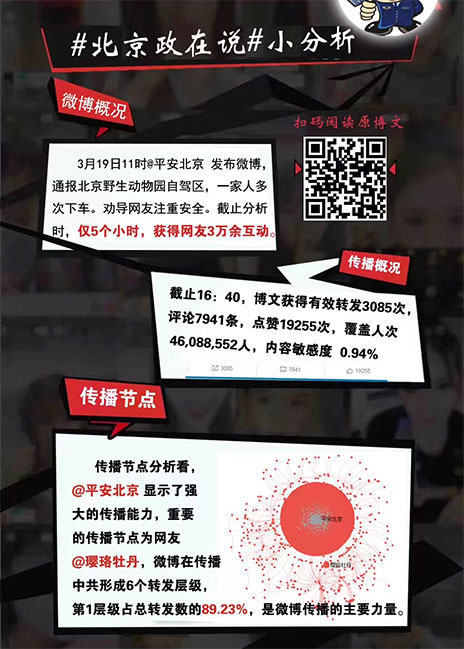 #北京政在说#小分析
微博概况
扫码阅读原博文
3月19日11时@平安北京 发布微博，
通报北京野生动物园自驾区，一家人多
次下车。劝导网友注重安全。截止分析
时，仅5个小时，获得网友3万余互动。
传播概况
截止16：40，博文获得有效转发3085次，
评论7941条，点赞19255次，覆盖人次
46,088,552人，内容敏感度 0.94%
3085 7941 19255
传播节点
传播节点分析看，
@平安北京 显示了强
大的传播能力，重要
的传播节点为网友
@璎珞牡丹，微博在传播
中共形成6个转发层级，
第1层级占总转发数的89.23%，是微博传播的主要力量。
平安北京
璎珞牡丹